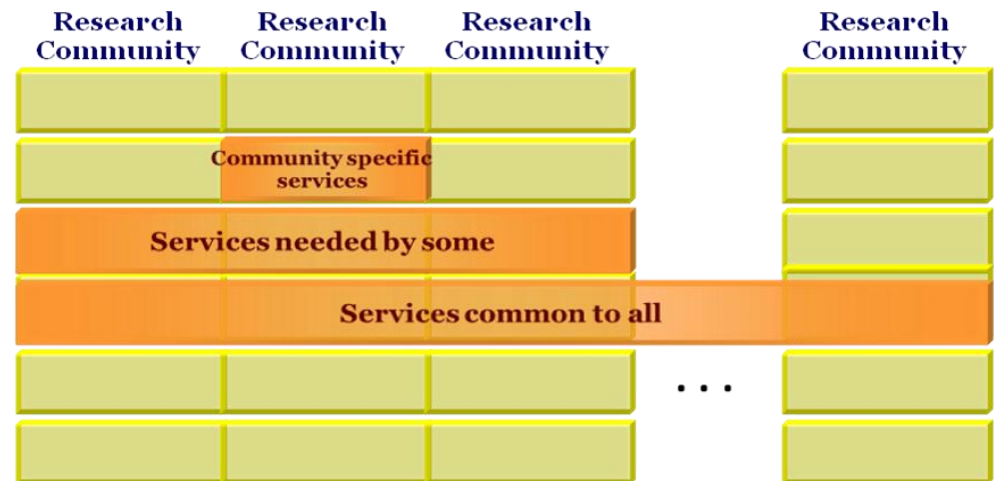 Research Research Research Research
Community Community Community Community
Community specific
services
Services needed by some
Services common to all
...